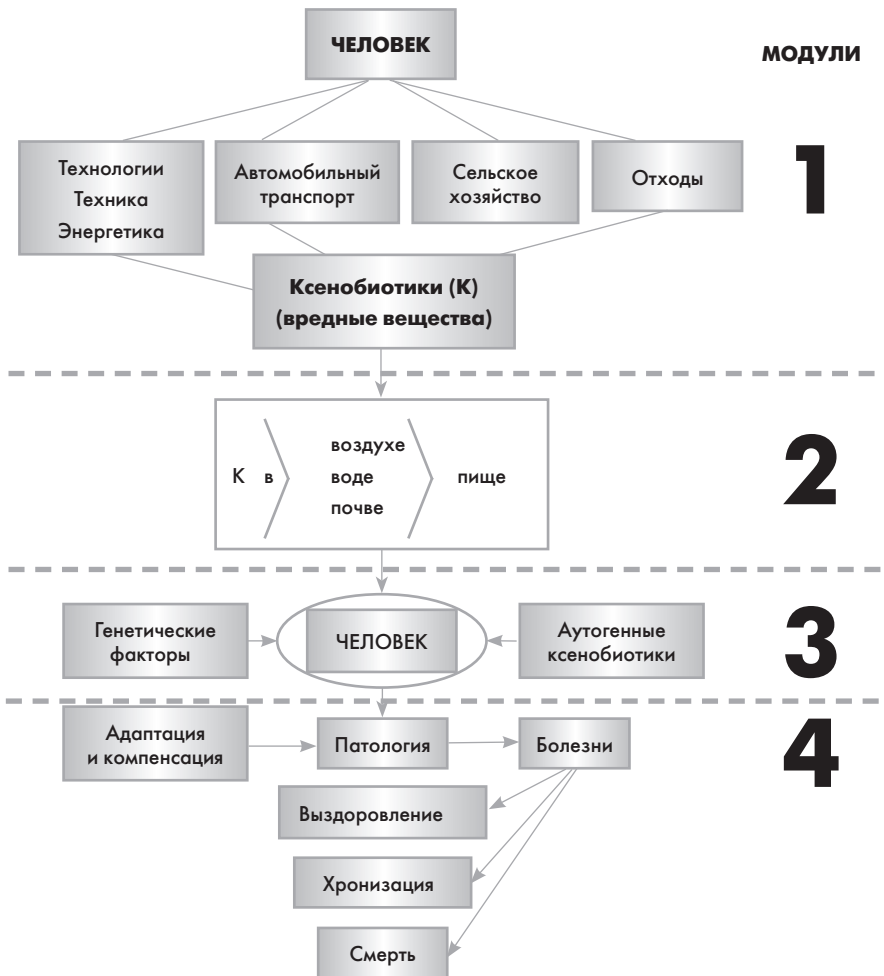 ЧЕЛОВЕК
МОДУЛИ
Технологии
Техника
Энергетика
Автомобильный
транспорт
Сельское
хозяйство
Отходы
1
Ксенобиотики (К)
(вредные вещества)
К в
воздухе
воде
почве
пище
2
Генетические
факторы
ЧЕЛОВЕК
Аутогенные
ксенобиотики
3
Адаптация
и компенсация
Патология
Болезни
4
Выздоровление
Хронизация
Смерть